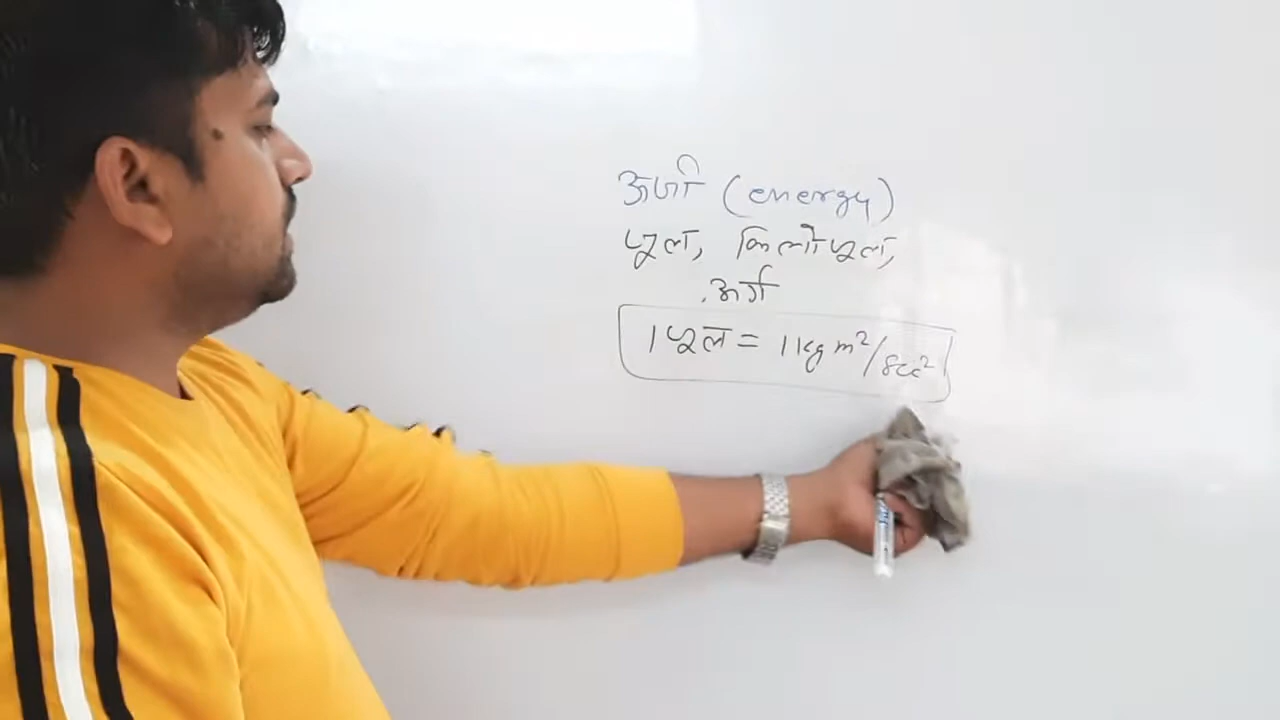 ऊर्जा (energy)
जूल, किलोजूल,
अर्ग
1 जूल = 1 kg m²/sec²